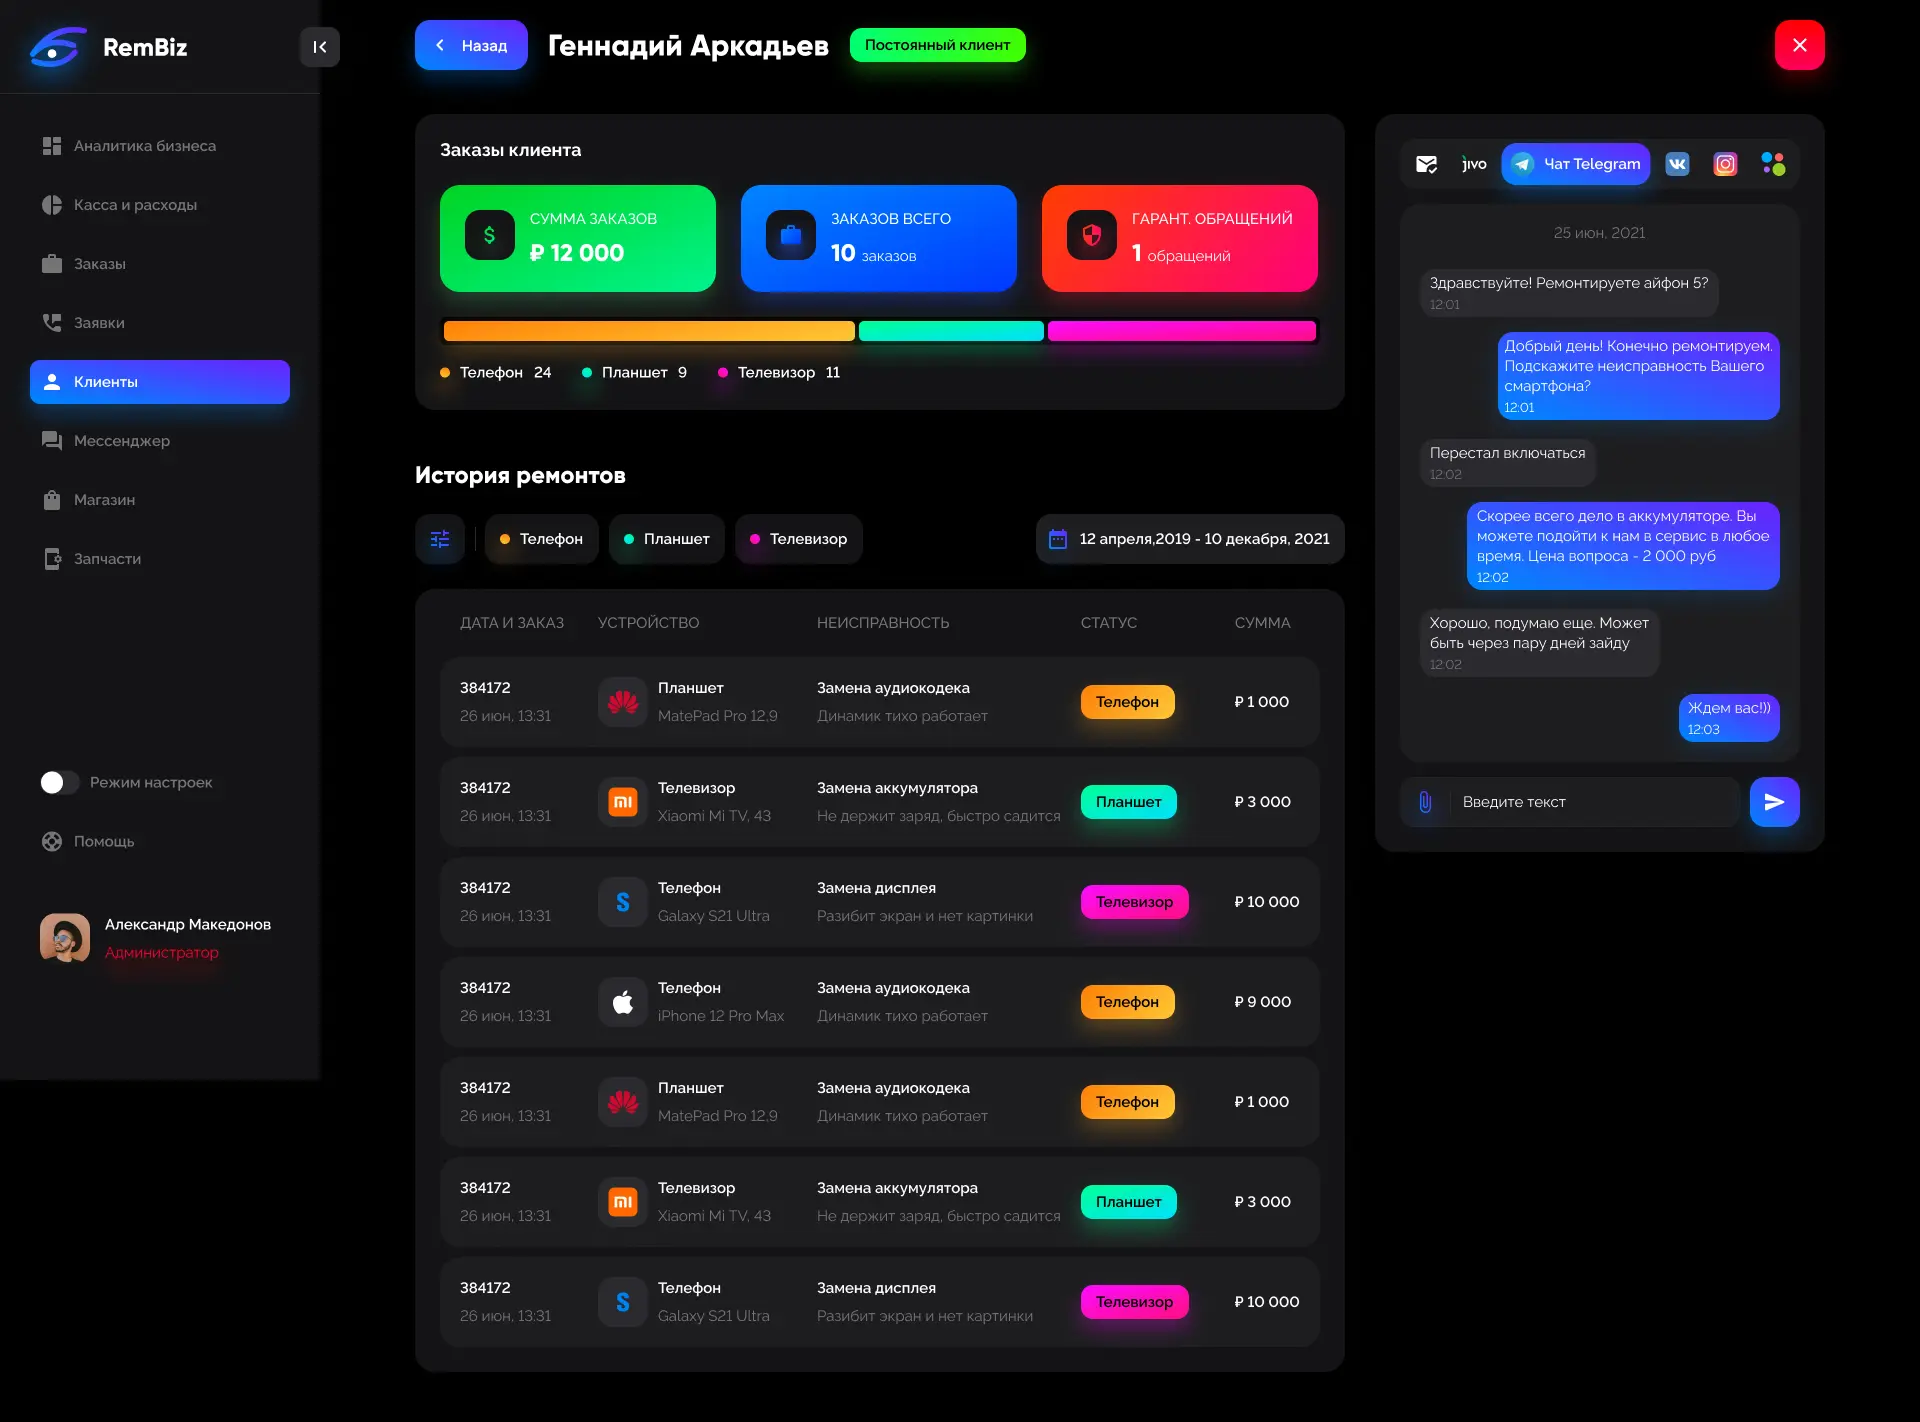 RemBiz
Аналитика бизнеса
Касса и расходы
Заказы
Заявки
Клиенты
Мессенджер
Магазин
Запчасти
Режим настроек
Помощь
Александр Македонов
Администратор
Назад
Геннадий Аркадьев
Постоянный клиент
Заказы клиента
СУММА ЗАКАЗОВ
₽ 12 000
ЗАКАЗОВ ВСЕГО
10 заказов
ГАРАНТ. ОБРАЩЕНИЙ
1 обращений
Телефон 24
Планшет 9
Телевизор 11
История ремонтов
Телефон
Планшет
Телевизор
12 апреля,2019 - 10 декабря, 2021
ДАТА И ЗАКАЗ УСТРОЙСТВО НЕИСПРАВНОСТЬ СТАТУС СУММА
384172 Планшет Замена аудиокодека
Телефон ₽ 1 000
26 июн, 13:31 MatePad Pro 12,9 Динамик тихо работает
384172 Телевизор Замена аккумулятора
mi Планшет ₽ 3 000
26 июн, 13:31 Xiaomi Mi TV, 43 Не держит заряд, быстро садится
384172 Телефон Замена дисплея
S Телевизор ₽ 10 000
26 июн, 13:31 Galaxy S21 Ultra Разибит экран и нет картинки
384172 Телефон Замена аудиокодека
Телефон ₽ 9 000
26 июн, 13:31 iPhone 12 Pro Max Динамик тихо работает
384172 Планшет Замена аудиокодека
Телефон ₽ 1 000
26 июн, 13:31 MatePad Pro 12,9 Динамик тихо работает
384172 Телевизор Замена аккумулятора
mi Планшет ₽ 3 000
26 июн, 13:31 Xiaomi Mi TV, 43 Не держит заряд, быстро садится
384172 Телефон Замена дисплея
S Телевизор ₽ 10 000
26 июн, 13:31 Galaxy S21 Ultra Разибит экран и нет картинки
jivo Чат Telegram
25 июн, 2021
Здравствуйте! Ремонтируете айфон 5?
12:01
Добрый день! Конечно ремонтируем.
Подскажите неисправность Вашего
смартфона?
12:01
Перестал включаться
12:02
Скорее всего дело в аккумуляторе. Вы
можете подойти к нам в сервис в любое
время. Цена вопроса - 2 000 руб
12:02
Хорошо, подумаю еще. Может
быть через пару дней зайду
12:02
Ждем вас!))
12:03
Введите текст